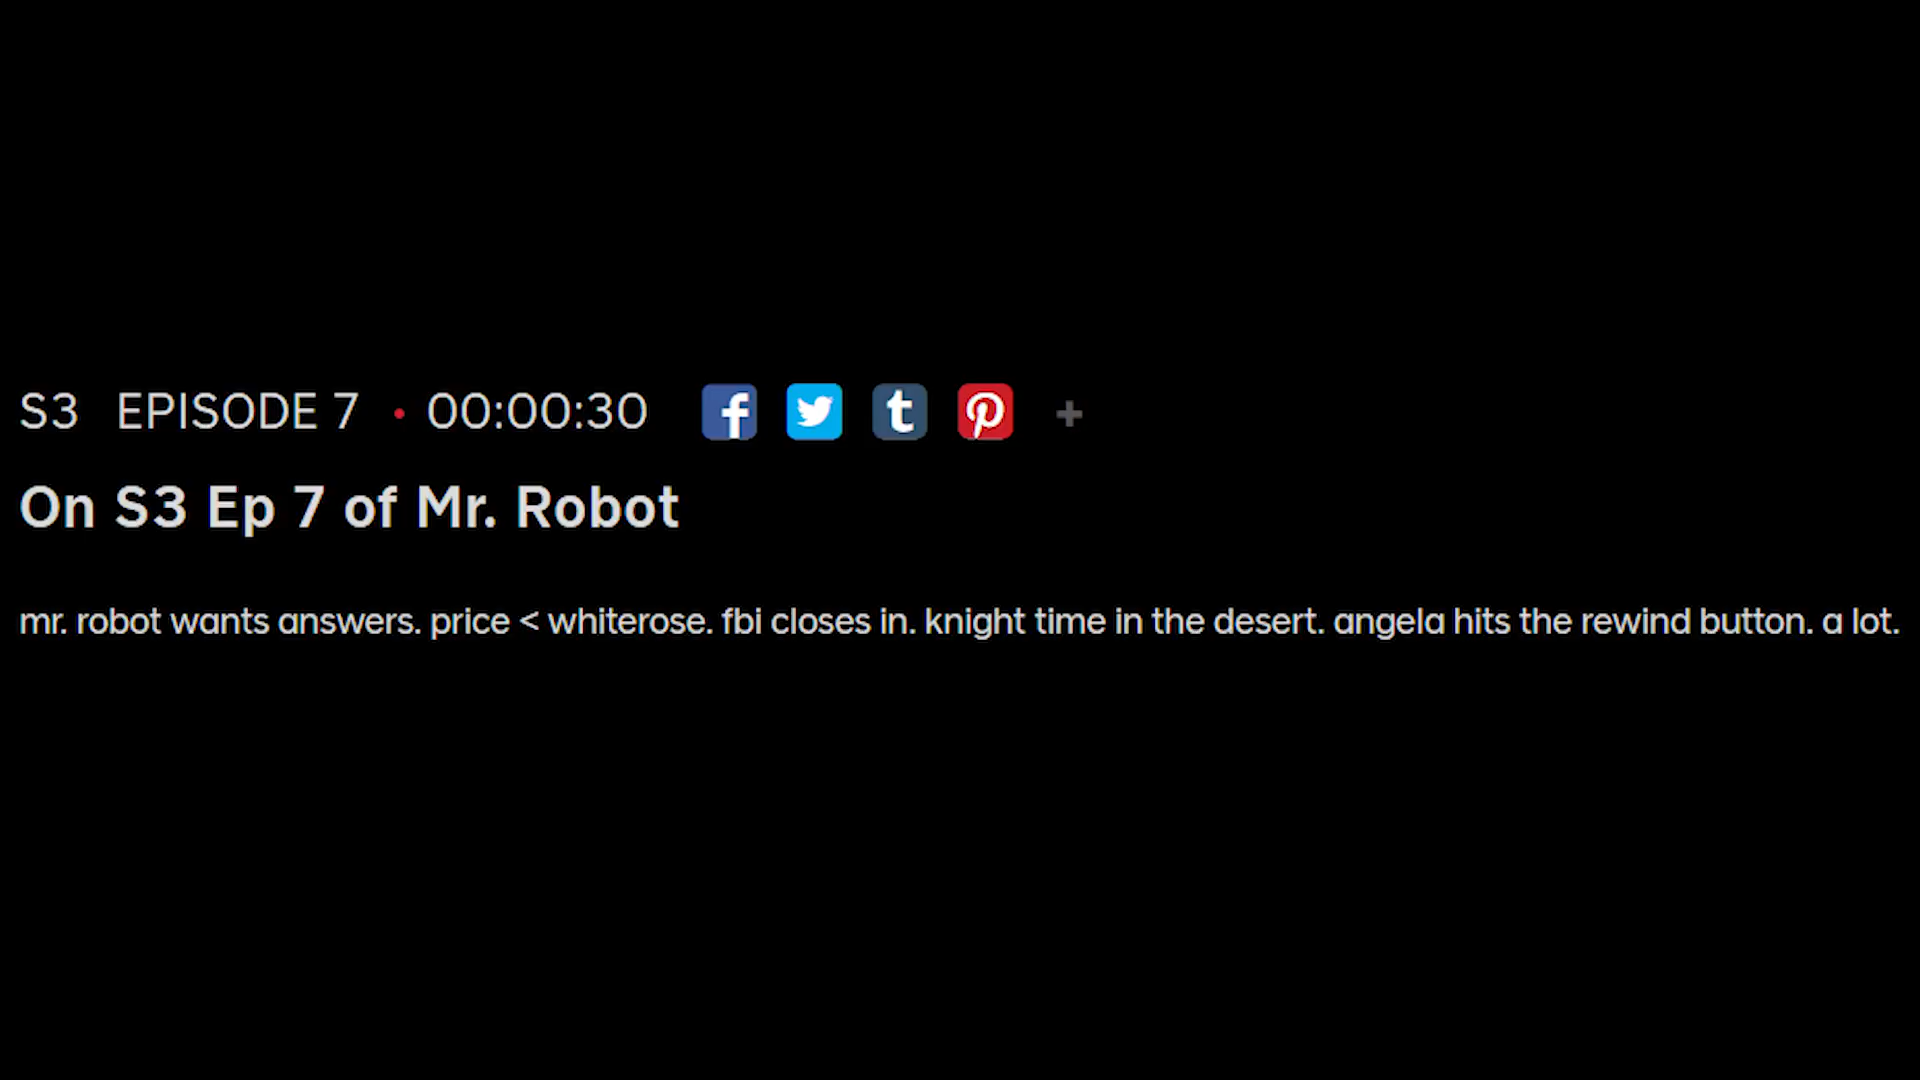 S3 EPISODE 7 • 00:00:30 f t p +
On S3 Ep 7 of Mr. Robot
mr. robot wants answers. price < whiterose. fbi closes in. knight time in the desert. angela hits the rewind button. a lot.